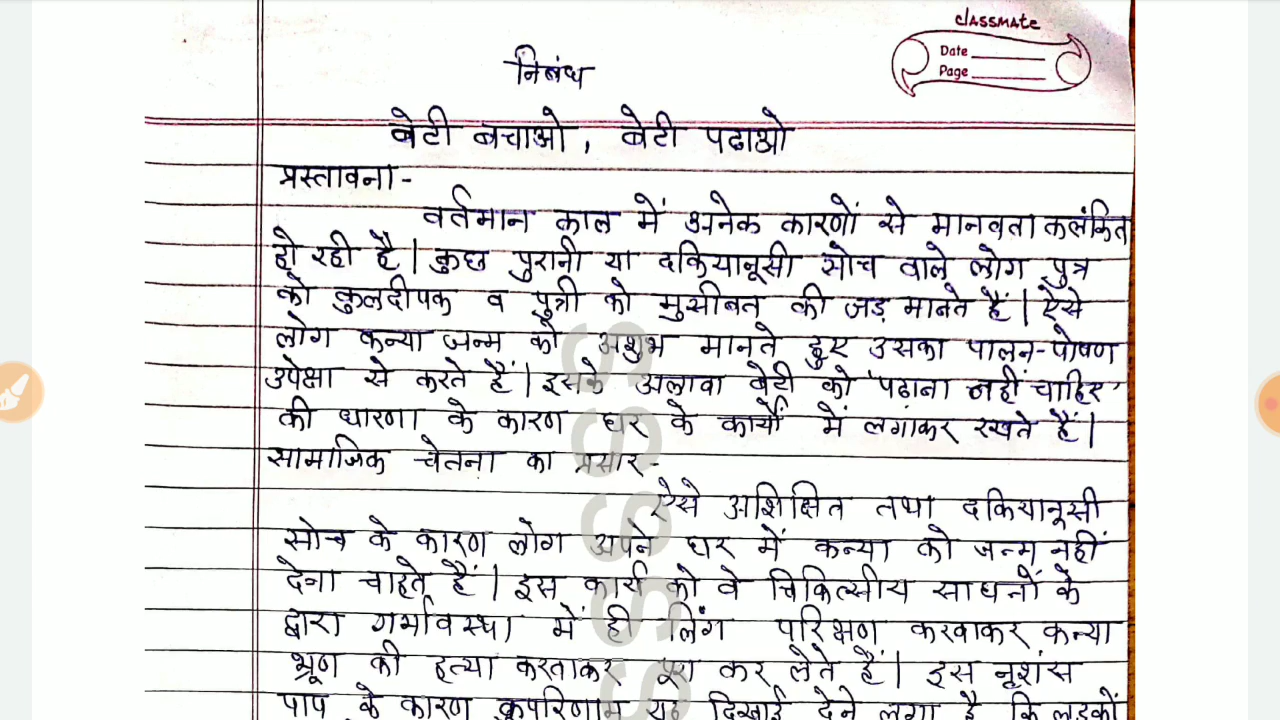 classmate
Date
Page
निबंध
बेटी बचाओ, बेटी पढाओ
प्रस्तावना-
वर्तमान काल में अनेक कारणों से मानवता कलंकित
हो रही है। कुछ पुरानी या दकियानूसी सोच वाले लोग पुत्र
को कुलदीपक व पुत्री को मुसीबत की जड़ मानते हैं। ऐसे
लोग कन्या जन्म को अशुभ मानते हुए उसका पालन-पोषण
उपेक्षा से करते हैं। इसके अलावा बेटी को 'पढाना नहीं चाहिए'
की धारणा के कारण घर के कार्यों में लगाकर रखते हैं।
सामाजिक चेतना का प्रसार-
ऐसे अशिक्षित तथा दकियानूसी
सोच के कारण लोग अपने घर में कन्या को जन्म नहीं
देना चाहते हैं। इस कार्य को वे चिकित्सीय साधनों के
द्वारा गर्भावस्था में ही लिंग परिक्षण करवाकर कन्या
भ्रूण की हत्या करवाकर पूरा कर लेते हैं। इस नृशंस
पाप के कारण कुपरिणाम यह दिखाई देने लगा है कि लडकों
SSSSS